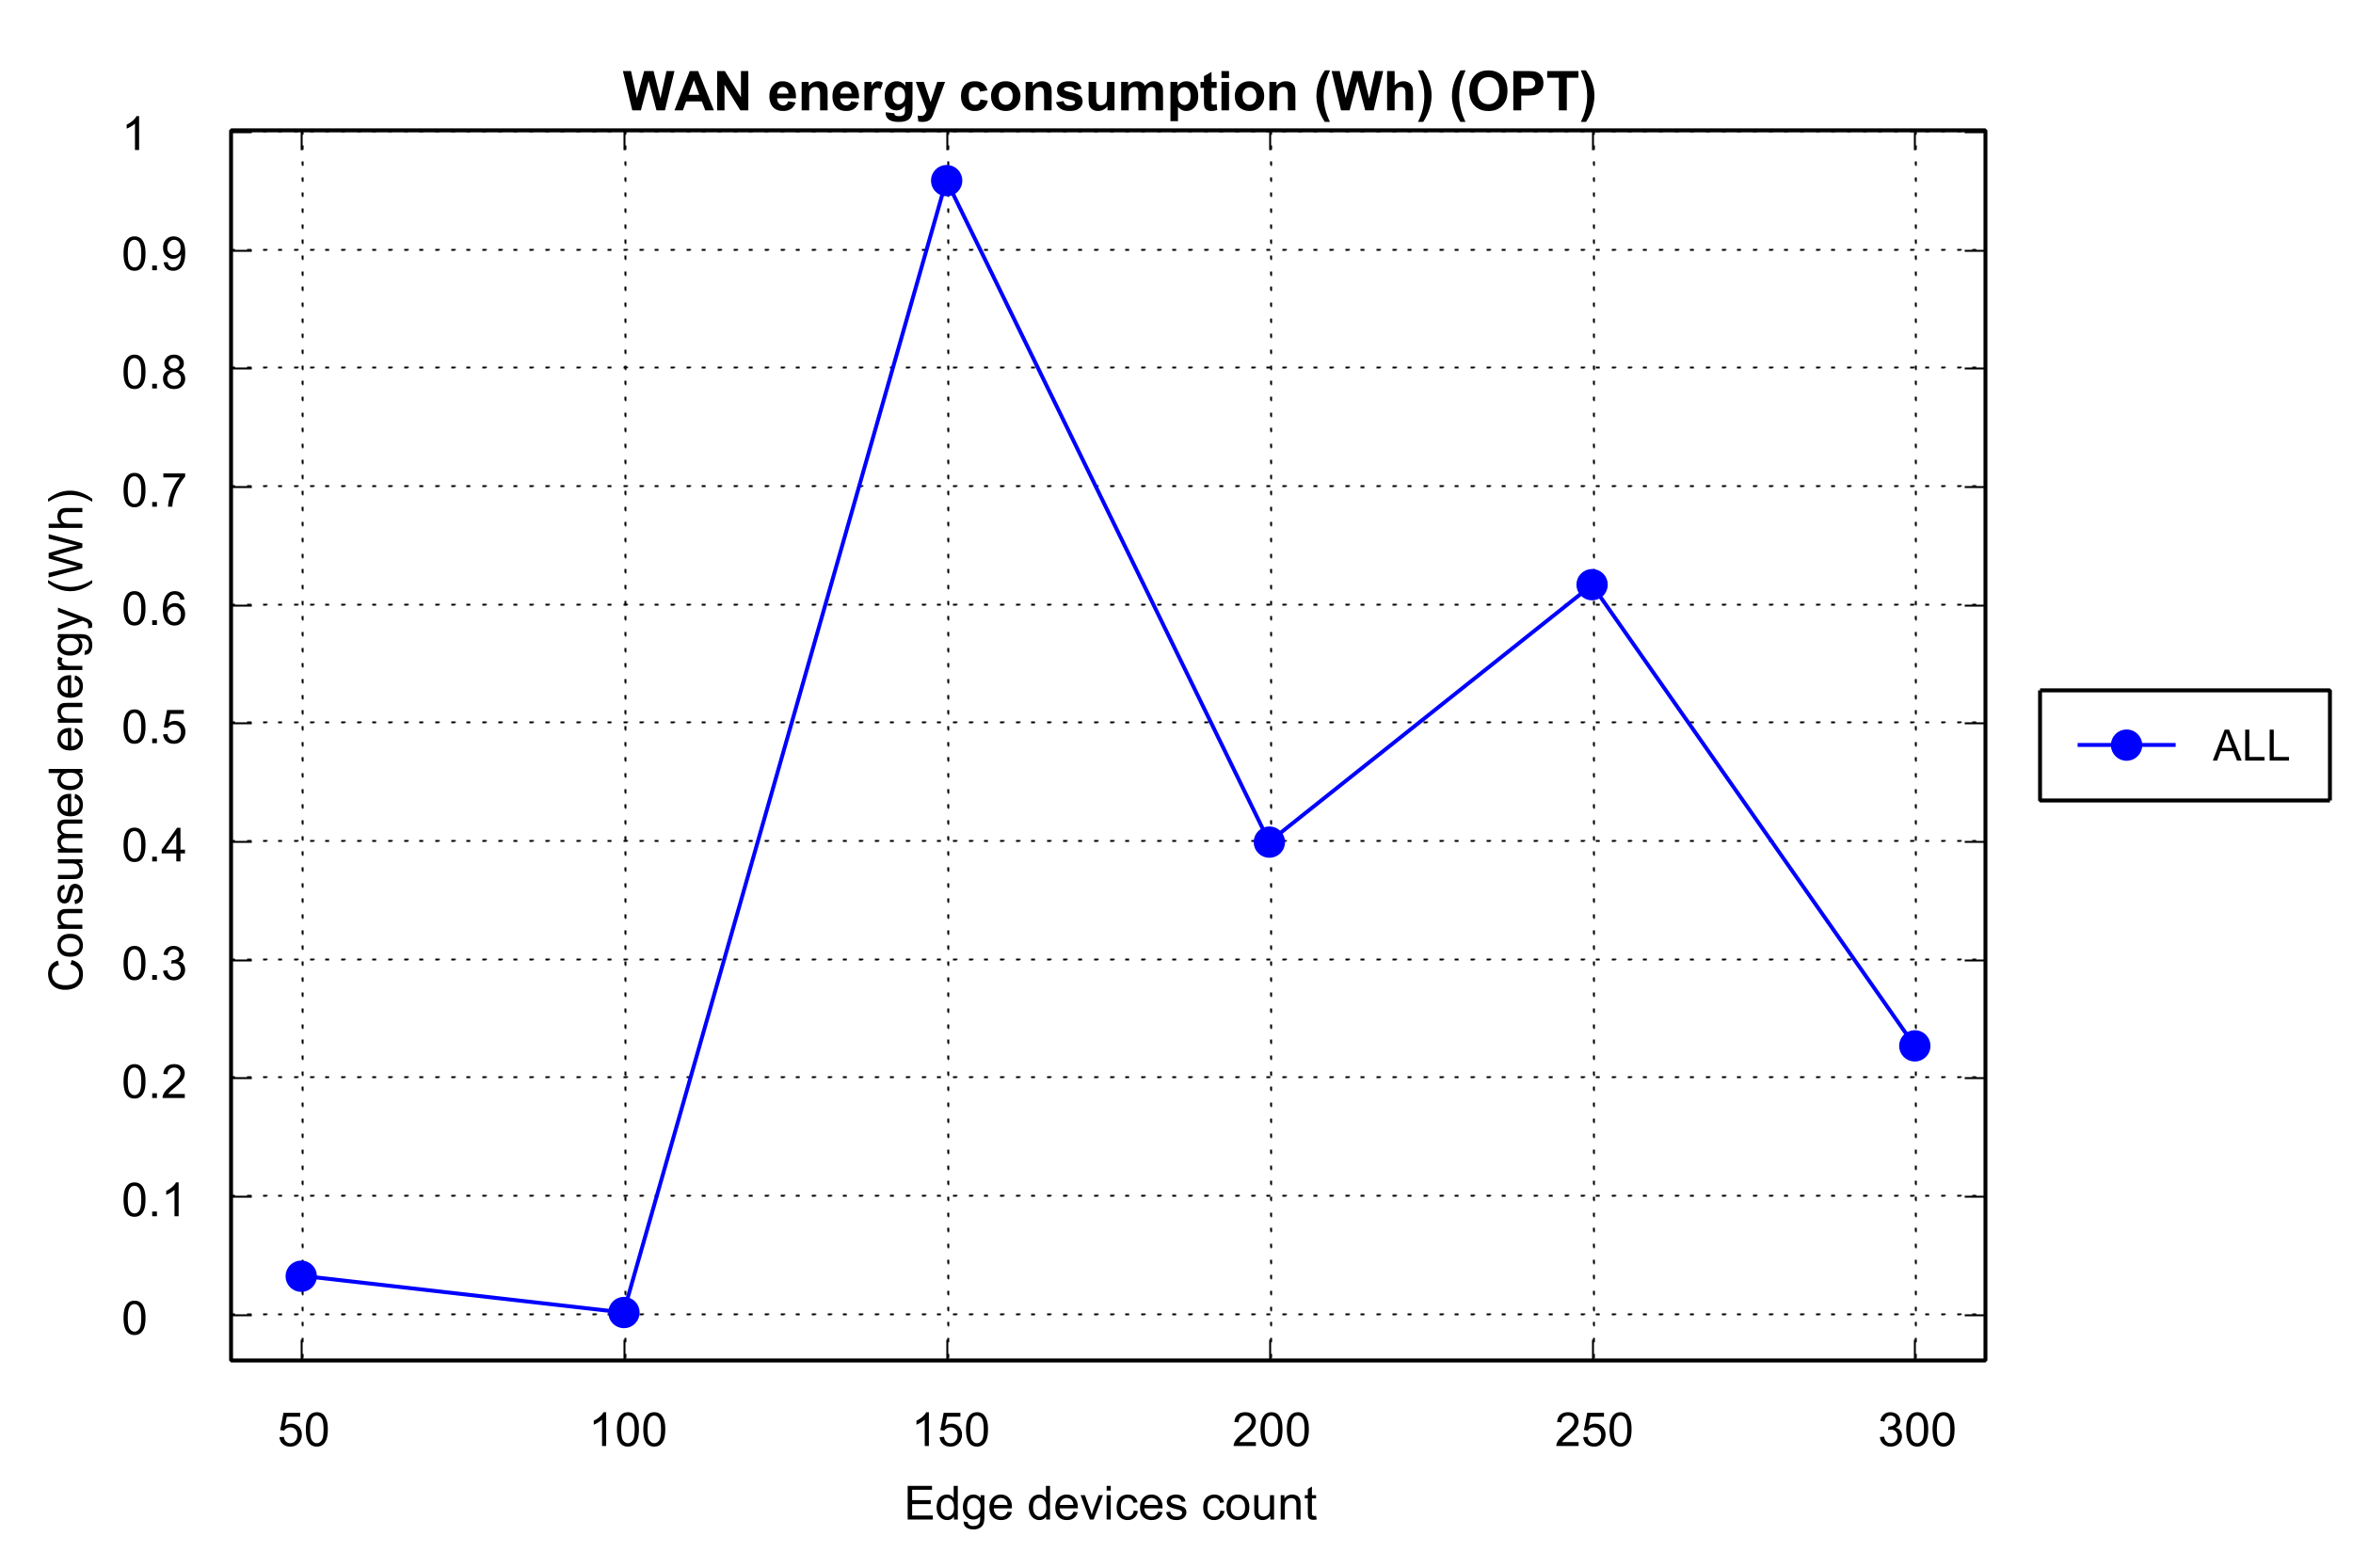 WAN energy consumption (Wh) (OPT)
1
0.9
0.8
0.7
0.6
0.5
0.4
0.3
0.2
0.1
0
Consumed energy (Wh)
ALL
50 100 150 200 250 300
Edge devices count